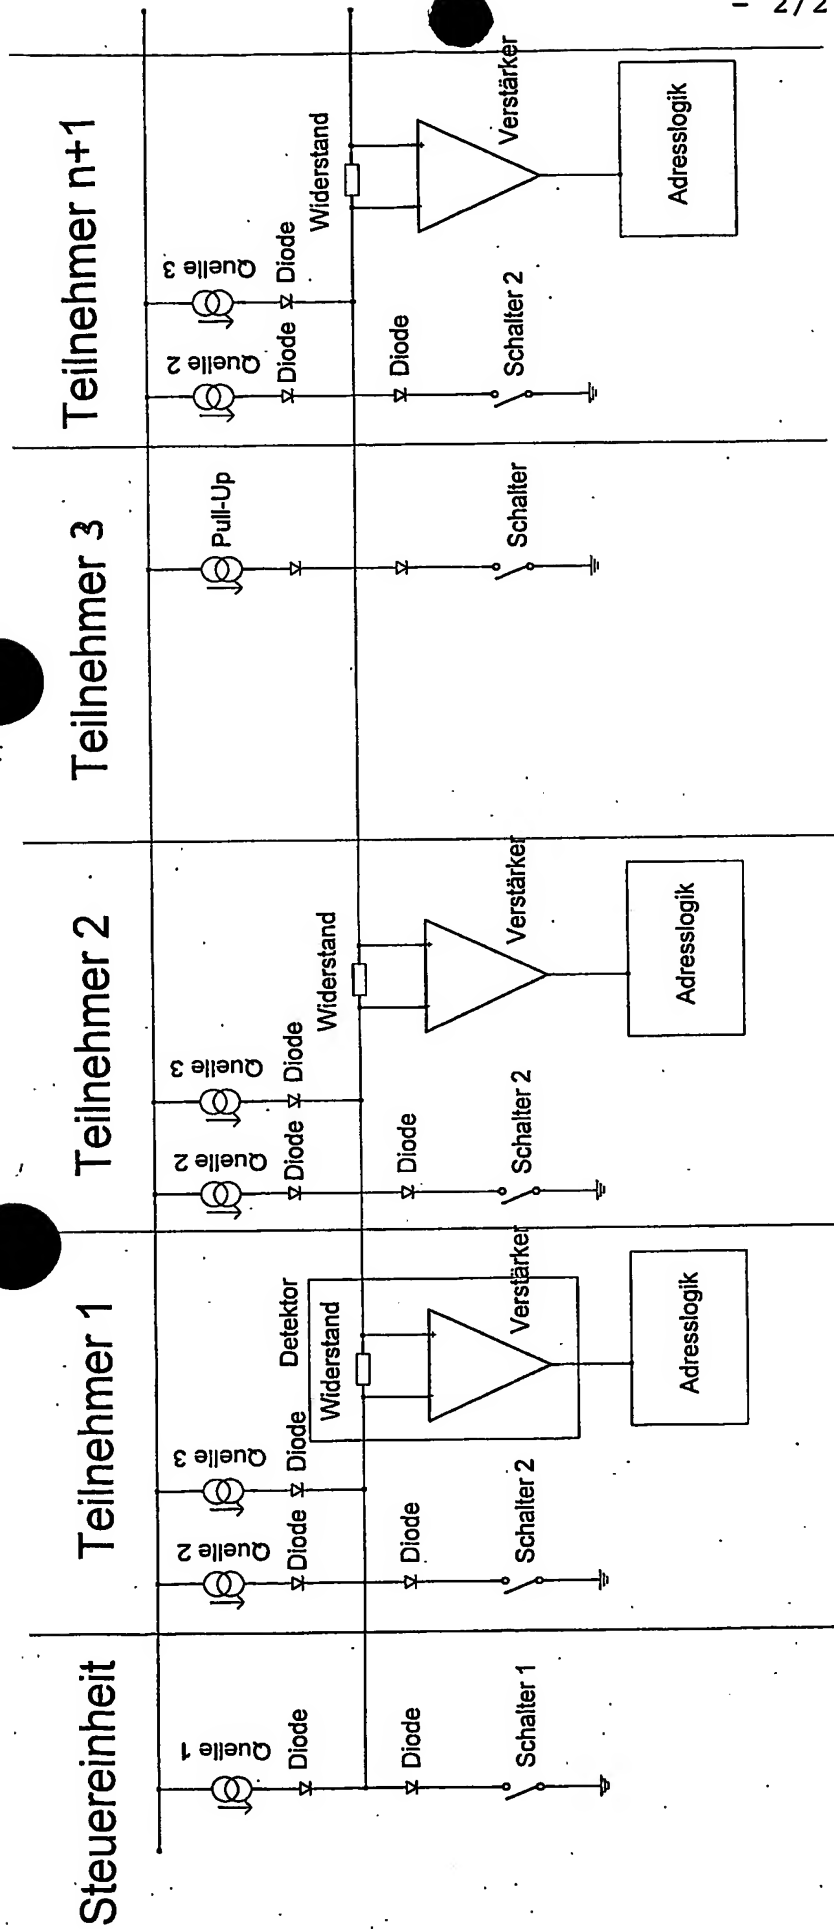 - 2/2
Steuereinheit
Quelle 1
Diode
Diode
Schalter 1
Teilnehmer 1
Quelle 2
Diode
Quelle 3
Diode
Diode
Schalter 2
Detektor
Widerstand
Verstärker
Adresslogik
Teilnehmer 2
Quelle 2
Diode
Quelle 3
Diode
Diode
Schalter 2
Widerstand
Verstärker
Adresslogik
Teilnehmer 3
Pull-Up
Schalter
Teilnehmer n+1
Quelle 2
Diode
Quelle 3
Diode
Diode
Schalter 2
Widerstand
Verstärker
Adresslogik